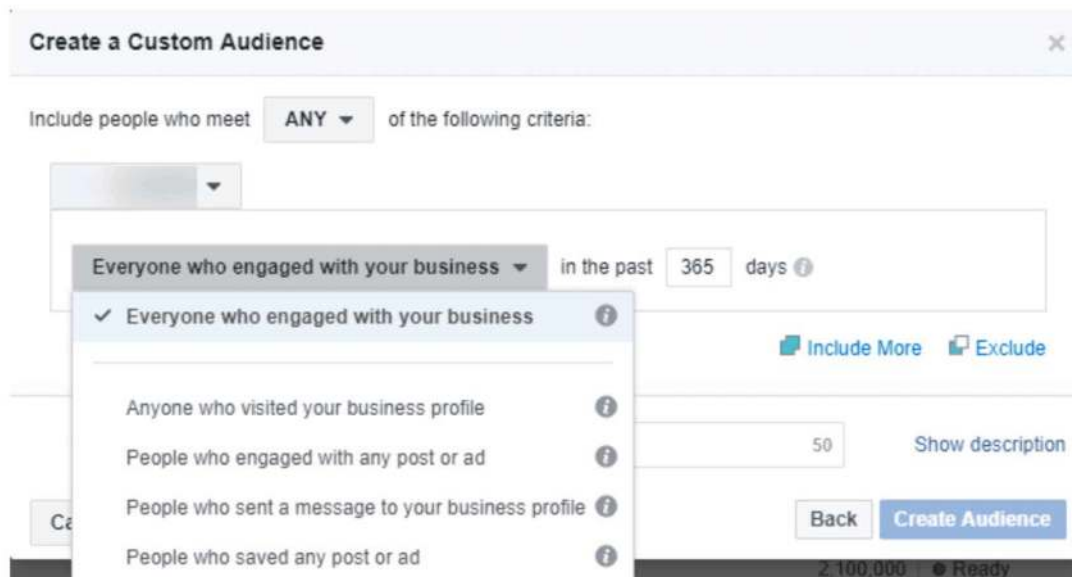 Create a Custom Audience
Include people who meet ANY of the following criteria:
Everyone who engaged with your business in the past 365 days
Everyone who engaged with your business
Include More Exclude
Anyone who visited your business profile
50 Show description
People who engaged with any post or ad
People who sent a message to your business profile
Ca Back Create Audience
People who saved any post or ad
2,100,000 Ready